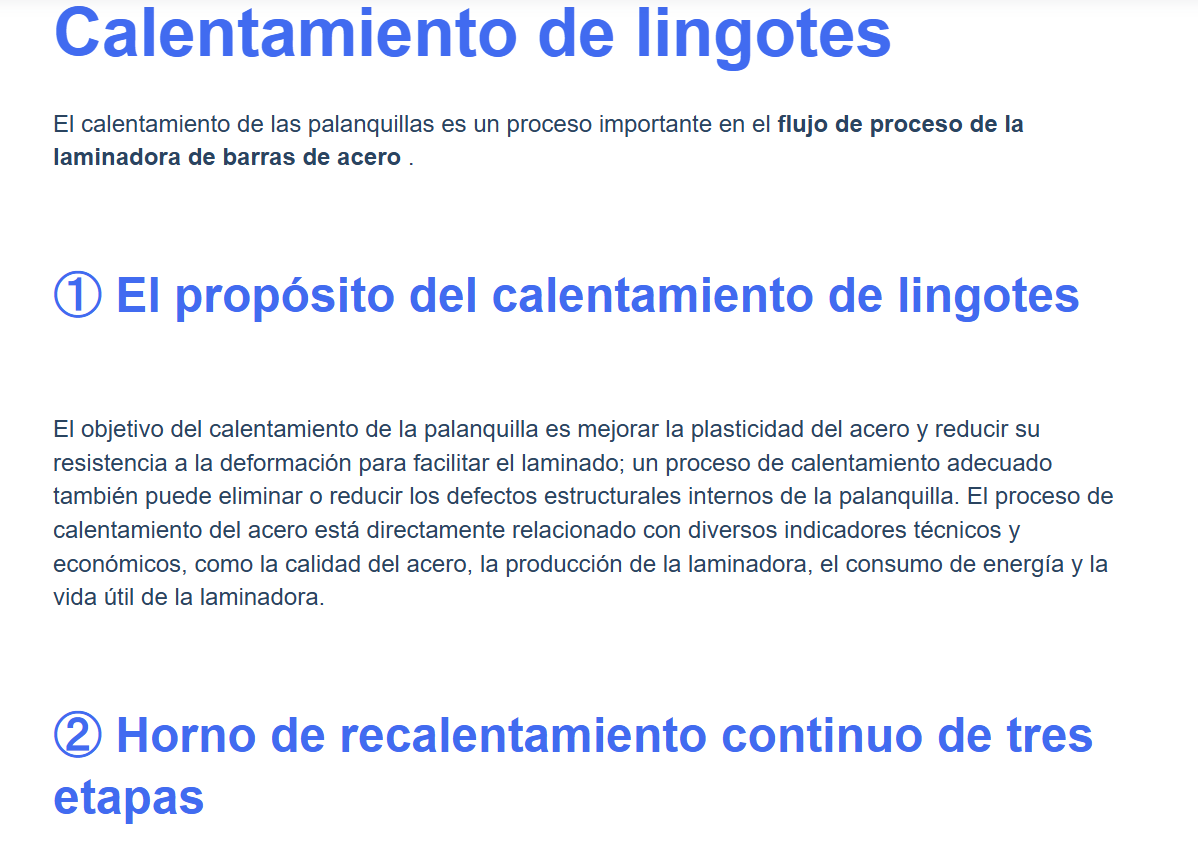 Calentamiento de lingotes
El calentamiento de las palanquillas es un proceso importante en el flujo de proceso de la
laminadora de barras de acero .
① El propósito del calentamiento de lingotes
El objetivo del calentamiento de la palanquilla es mejorar la plasticidad del acero y reducir su
resistencia a la deformación para facilitar el laminado; un proceso de calentamiento adecuado
también puede eliminar o reducir los defectos estructurales internos de la palanquilla. El proceso de
calentamiento del acero está directamente relacionado con diversos indicadores técnicos y
económicos, como la calidad del acero, la producción de la laminadora, el consumo de energía y la
vida útil de la laminadora.
② Horno de recalentamiento continuo de tres
etapas